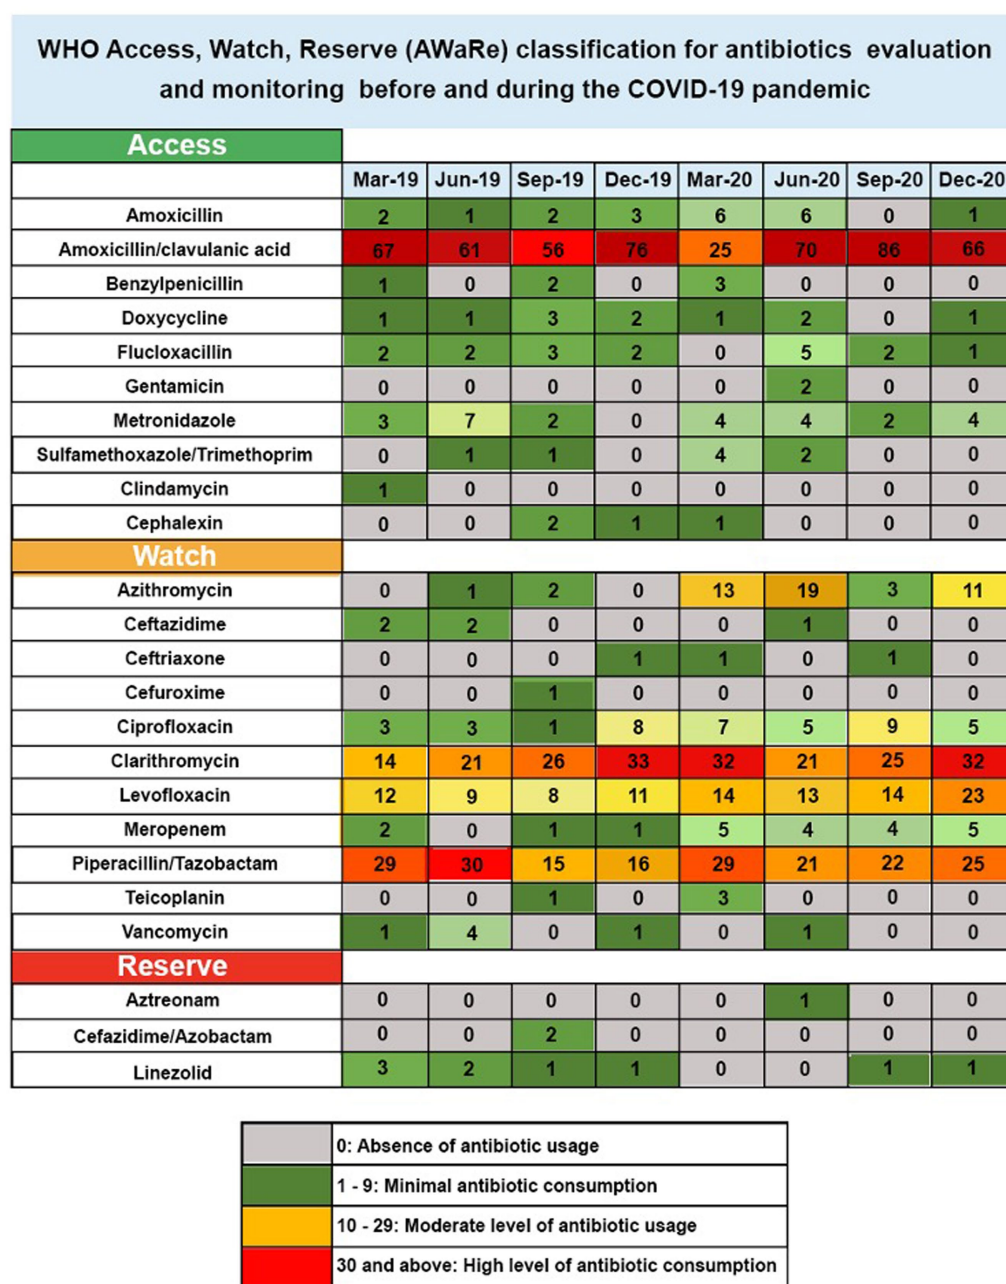 WHO Access, Watch, Reserve (AWaRe) classification for antibiotics evaluation
and monitoring before and during the COVID-19 pandemic
Access
Mar-19 Jun-19 Sep-19 Dec-19 Mar-20 Jun-20 Sep-20 Dec-20
Amoxicillin 2 1 2 3 6 6 0 1
Amoxicillin/clavulanic acid 67 61 56 76 25 70 86 66
Benzylpenicillin 1 0 2 0 3 0 0 0
Doxycycline 1 1 3 2 1 2 0 1
Flucloxacillin 2 2 3 2 0 5 2 1
Gentamicin 0 0 0 0 0 2 0 0
Metronidazole 3 7 2 0 4 4 2 4
Sulfamethoxazole/Trimethoprim 0 1 1 0 4 2 0 0
Clindamycin 1 0 0 0 0 0 0 0
Cephalexin 0 0 2 1 1 0 0 0
Watch
Azithromycin 0 1 2 0 13 19 3 11
Ceftazidime 2 2 0 0 0 1 0 0
Ceftriaxone 0 0 0 1 1 0 1 0
Cefuroxime 0 0 1 0 0 0 0 0
Ciprofloxacin 3 3 1 8 7 5 9 5
Clarithromycin 14 21 26 33 32 21 25 32
Levofloxacin 12 9 8 11 14 13 14 23
Meropenem 2 0 1 1 5 4 4 5
Piperacillin/Tazobactam 29 30 15 16 29 21 22 25
Teicoplanin 0 0 1 0 3 0 0 0
Vancomycin 1 4 0 1 0 1 0 0
Reserve
Aztreonam 0 0 0 0 0 1 0 0
Cefazidime/Azobactam 0 0 2 0 0 0 0 0
Linezolid 3 2 1 1 0 0 1 1
0: Absence of antibiotic usage
1 - 9: Minimal antibiotic consumption
10 - 29: Moderate level of antibiotic usage
30 and above: High level of antibiotic consumption